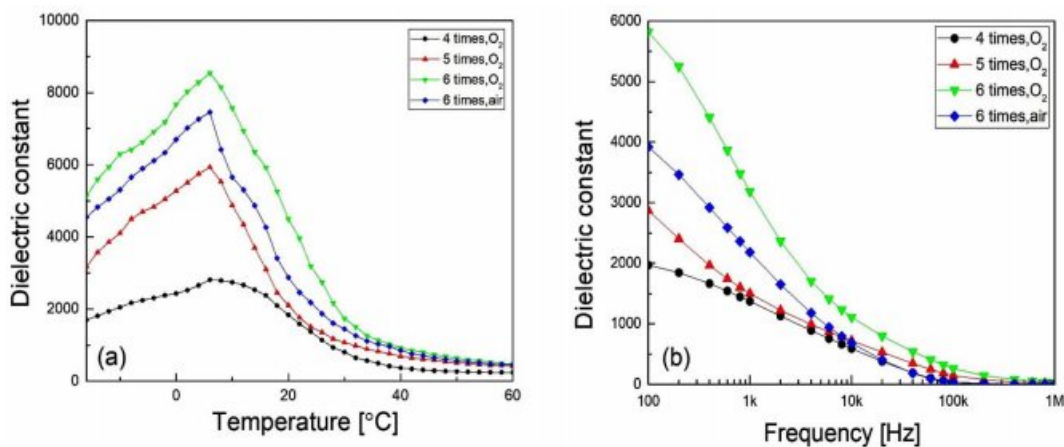 10000
8000
6000
4000
2000
0
Dielectric constant
4 times,O₂
5 times,O₂
6 times,O₂
6 times,air
(a)
0
20
40
60
Temperature [°C]
6000
5000
4000
3000
2000
1000
0
Dielectric constant
4 times,O₂
5 times,O₂
6 times,O₂
6 times,air
(b)
100
1k
10k
100k
1M
Frequency [Hz]